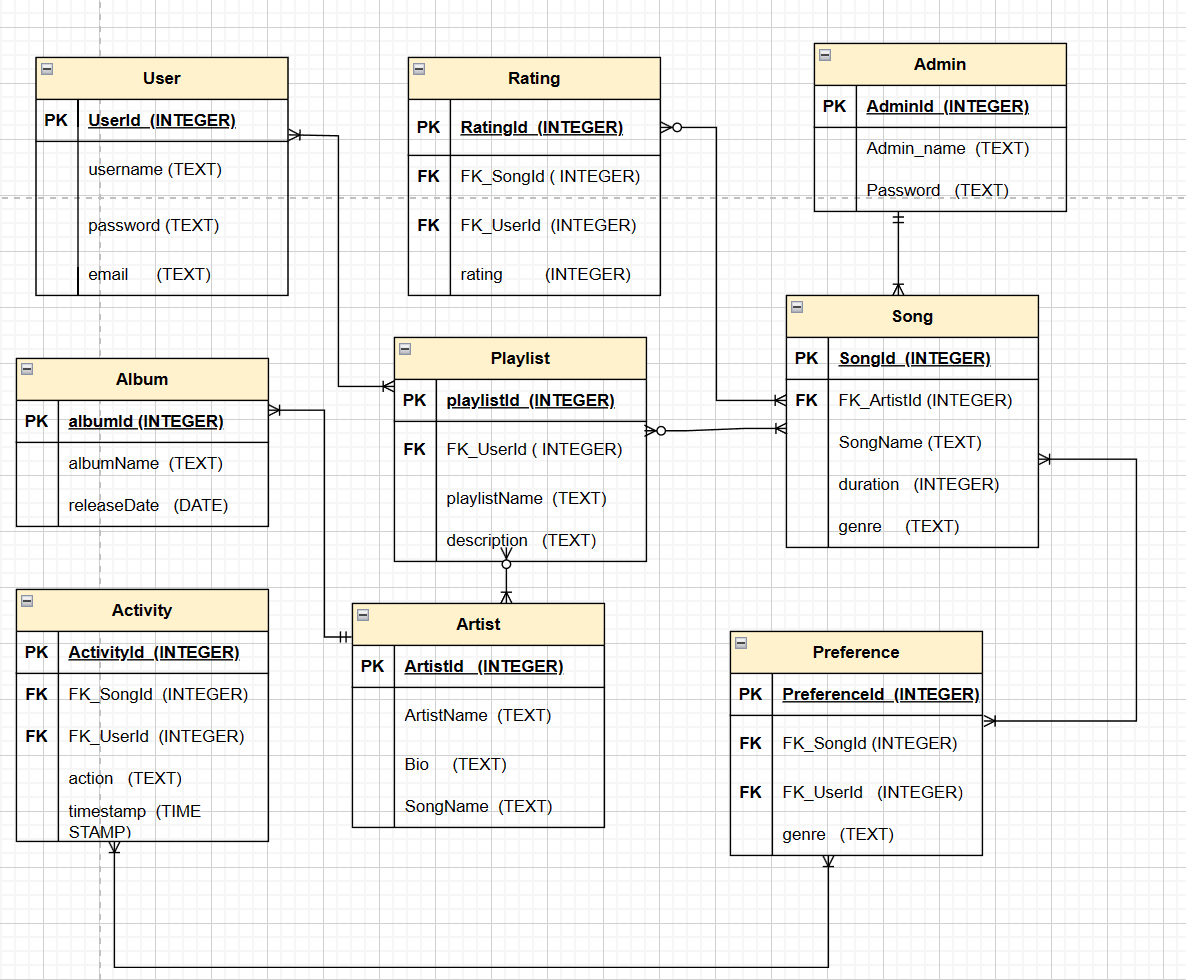 User
PK UserId (INTEGER)
username (TEXT)
password (TEXT)
email (TEXT)
Rating
PK RatingId (INTEGER)
FK FK_SongId ( INTEGER)
FK FK_UserId (INTEGER)
rating (INTEGER)
Admin
PK AdminId (INTEGER)
Admin_name (TEXT)
Password (TEXT)
Album
PK albumId (INTEGER)
albumName (TEXT)
releaseDate (DATE)
Playlist
PK playlistId (INTEGER)
FK FK_UserId ( INTEGER)
playlistName (TEXT)
description (TEXT)
Song
PK SongId (INTEGER)
FK FK_ArtistId (INTEGER)
SongName (TEXT)
duration (INTEGER)
genre (TEXT)
Activity
PK ActivityId (INTEGER)
FK FK_SongId (INTEGER)
FK FK_UserId (INTEGER)
action (TEXT)
timestamp (TIME
STAMP)
Artist
PK ArtistId (INTEGER)
ArtistName (TEXT)
Bio (TEXT)
SongName (TEXT)
Preference
PK PreferenceId (INTEGER)
FK FK_SongId (INTEGER)
FK FK_UserId (INTEGER)
genre (TEXT)